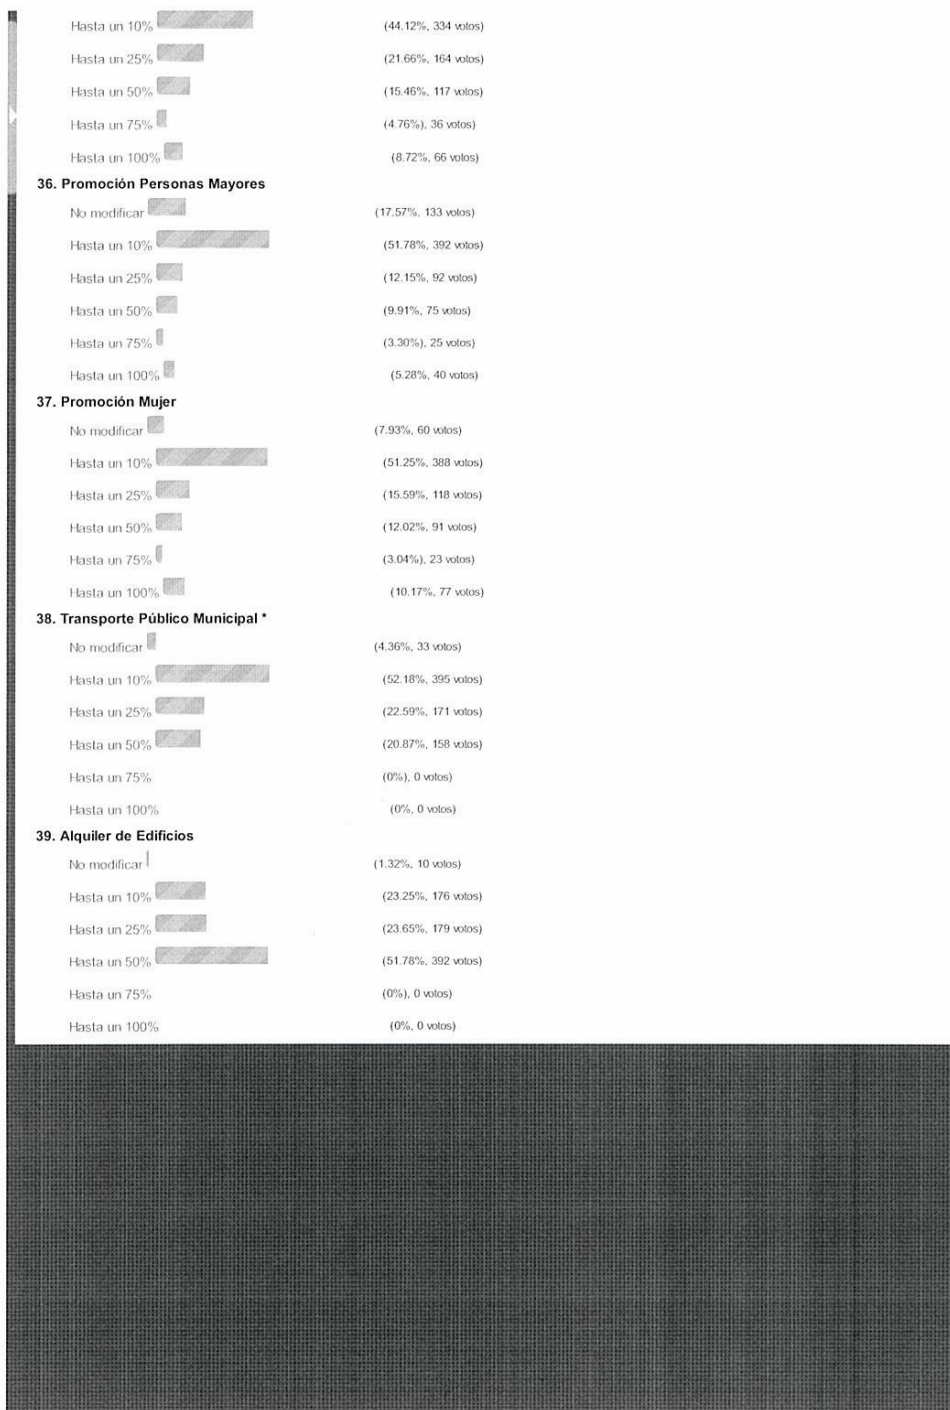 Hasta un 10% (44.12%, 334 votos)
Hasta un 25% (21.66%, 164 votos)
Hasta un 50% (15.46%, 117 votos)
Hasta un 75% (4.76%), 36 votos)
Hasta un 100% (8.72%, 66 votos)
36. Promoción Personas Mayores
No modificar (17.57%, 133 votos)
Hasta un 10% (51.78%, 392 votos)
Hasta un 25% (12.15%, 92 votos)
Hasta un 50% (9.91%, 75 votos)
Hasta un 75% (3.30%), 25 votos)
Hasta un 100% (5.28%, 40 votos)
37. Promoción Mujer
No modificar (7.93%, 60 votos)
Hasta un 10% (51.25%, 388 votos)
Hasta un 25% (15.59%, 118 votos)
Hasta un 50% (12.02%, 91 votos)
Hasta un 75% (3.04%), 23 votos)
Hasta un 100% (10.17%, 77 votos)
38. Transporte Público Municipal *
No modificar (4.36%, 33 votos)
Hasta un 10% (52.18%, 395 votos)
Hasta un 25% (22.59%, 171 votos)
Hasta un 50% (20.87%, 158 votos)
Hasta un 75% (0%), 0 votos)
Hasta un 100% (0%, 0 votos)
39. Alquiler de Edificios
No modificar (1.32%, 10 votos)
Hasta un 10% (23.25%, 176 votos)
Hasta un 25% (23.65%, 179 votos)
Hasta un 50% (51.78%, 392 votos)
Hasta un 75% (0%), 0 votos)
Hasta un 100% (0%, 0 votos)